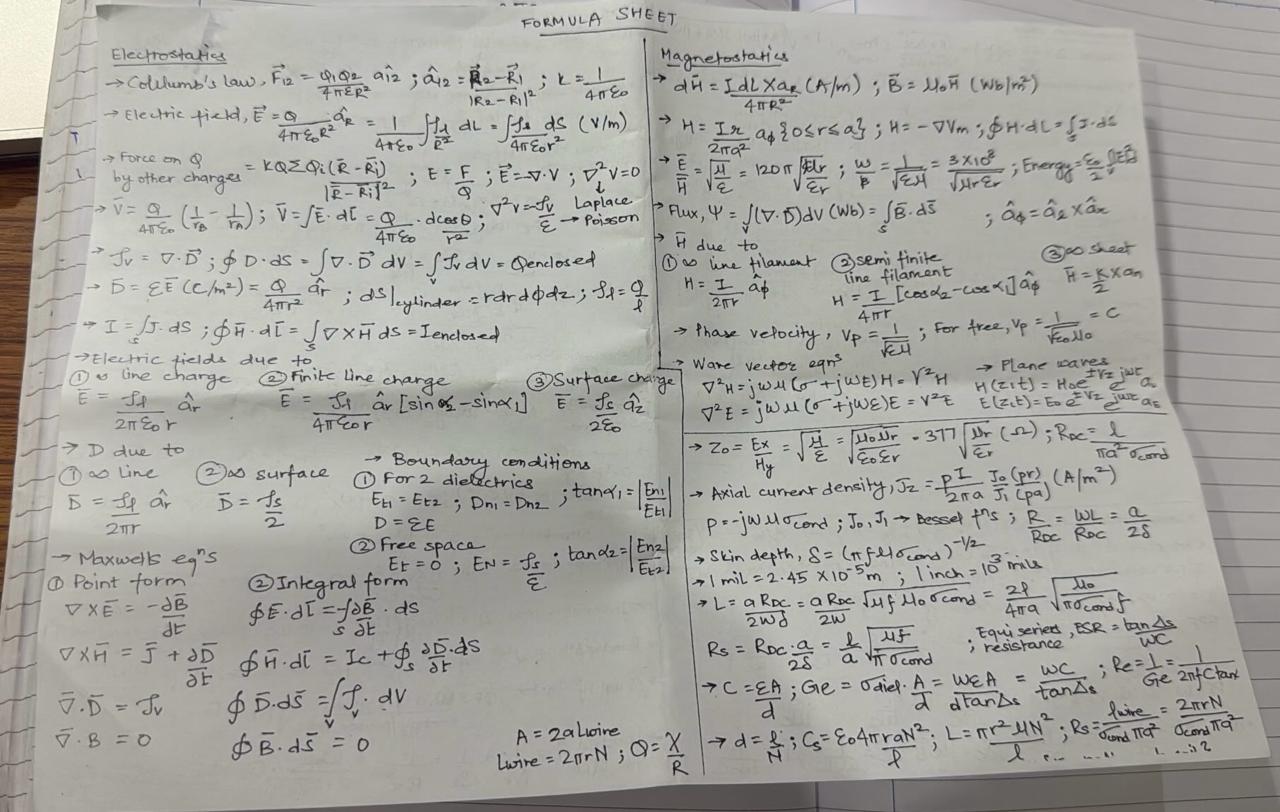 FORMULA SHEET
Electrostatics
→ Coulumb's law, F⃗12 = Q1Q2/4πεR² â12 ; â12 = R⃗2-R⃗1/|R2-R1|² ; k = 1/4πε0
→ Electric field, E⃗ = Q/4πε0R² âR = 1/4πε0 ∫ρl/R² dL = ∫ρs/4πε0r² dS (V/m)
→ Force on Q by other charges = KQΣQi(R̄-R̄i)/|R̄-R̄i|² ; E = F/Q ; E⃗ = ∇·V ; ∇²V=0
↓ Laplace
→ V̄ = Q/4πε0 (1/rB - 1/rA) ; V̄ = ∫Ē·dl̄ = Q/4πε0 · dcosθ/r² ; ∇²V = ρv/ε → Poisson
→ ρv = ∇·D⃗ ; ∮D·dS = ∫∇·D⃗ dV = ∫v ρv dV = Qenclosed
→ D̄ = εĒ (C/m²) = Q/4πr² âr ; dS|cylinder = rdrdϕdz ; ρl = Q/l
→ I = ∫s J·dS ; ∮H̄·dl̄ = ∫s ∇×H̄ dS = Ienclosed
→ Electric fields due to
① ∞ line charge ② Finite line charge ③ Surface charge
Ē = ρl/2πε0r âr Ē = ρl/4πε0r âr [sinα2-sinα1] Ē = ρs/2ε0 âz
→ D due to
① ∞ Line ② ∞ surface
D̄ = ρl/2πr âr D̄ = ρs/2
→ Boundary conditions
① For 2 dielectrics
Et1 = Et2 ; Dn1 = Dn2 ; tanα1 = |En1/Et1|
D = εE
② Free space
Et = 0 ; EN = ρs/ε ; tanα2 = |En2/Et2|
→ Maxwells eqⁿs
① Point form ② Integral form
∇×Ē = -∂B̄/∂t ∮Ē·dl̄ = -∫s ∂B̄/∂t · ds
∇×H̄ = J̄ + ∂D̄/∂t ∮H̄·dl̄ = Ic + ∮s ∂D̄/∂t · ds
∇̄·D̄ = ρv ∮D̄·ds̄ = ∫v ρv · dV
∇̄·B = 0 ∮B̄·ds̄ = 0
A = 2aLwire
Lwire = 2πrN ; Q = X/R
Magnetostatics
→ dH̄ = IdL×aR/4πR² (A/m) ; B̄ = μ0H̄ (Wb/m²)
→ H = Ir/2πa² aϕ {0≤r≤a} ; H = -∇Vm ; ∮H·dL = ∫s J·ds
→ Ē/H̄ = √μ/ε = 120π √μr/εr ; ω/β = 1/√εμ = 3×10⁸/√μrεr ; Energy = ε0/2
→ Flux, Ψ = ∫v (∇·D̄)dV (Wb) = ∫s B̄·ds̄ ; âϕ = âl × âr
→ H̄ due to
① ∞ line filament ② semi finite line filament ③ ∞ sheet
H = I/2πr âϕ H = I/4πr [cosα2-cosα1] âϕ H̄ = K/2 × an
→ Phase velocity, Vp = 1/√εμ ; For free, Vp = 1/√ε0μ0 = C
→ Wave vector eqnˢ
∇²H = jωμ(σ+jωε)H = γ²H
∇²E = jωμ(σ+jωε)E = γ²E
→ Plane waves
H(z,t) = H0e^±γz e^jωt a
E(z,t) = E0e^±γz e^jωt aE
→ Z0 = Ex/Hy = √μ/ε = √μ0μr/ε0εr = 377 √μr/εr (Ω) ; RDC = l/πa²σcond
→ Axial current density, J̄z = pI/2πa J0(pr)/J1(pa) (A/m²)
p = -jωμσcond ; J0, J1 → Bessel fⁿs ; R/RDC = ωL/RDC = a/2δ
→ Skin depth, δ = (πfμσcond)^-1/2
→ 1 mil = 2.45 × 10⁻⁵ m ; 1 inch = 10³ mils
→ L = aRDC/2ωδ = aRDC/2ω √μfμ0σcond = 2l/4πa √μ0/πσcondf
Rs = RDC·a/2δ = l/a √μf/πσcond ; Equi series resistance, ESR = tanΔs/ωC
→ C = εA/d ; Ge = σdiel·A/d = ωεA/dtanΔs = ωC/tanΔs ; Re = 1/Ge = 1/2πfCtanx
→ d = l/N ; Cs = ε04πraN²/l ; L = πr²μN²/l ; Rs = lwire/σcondπa² = 2πrN/σcondπa²